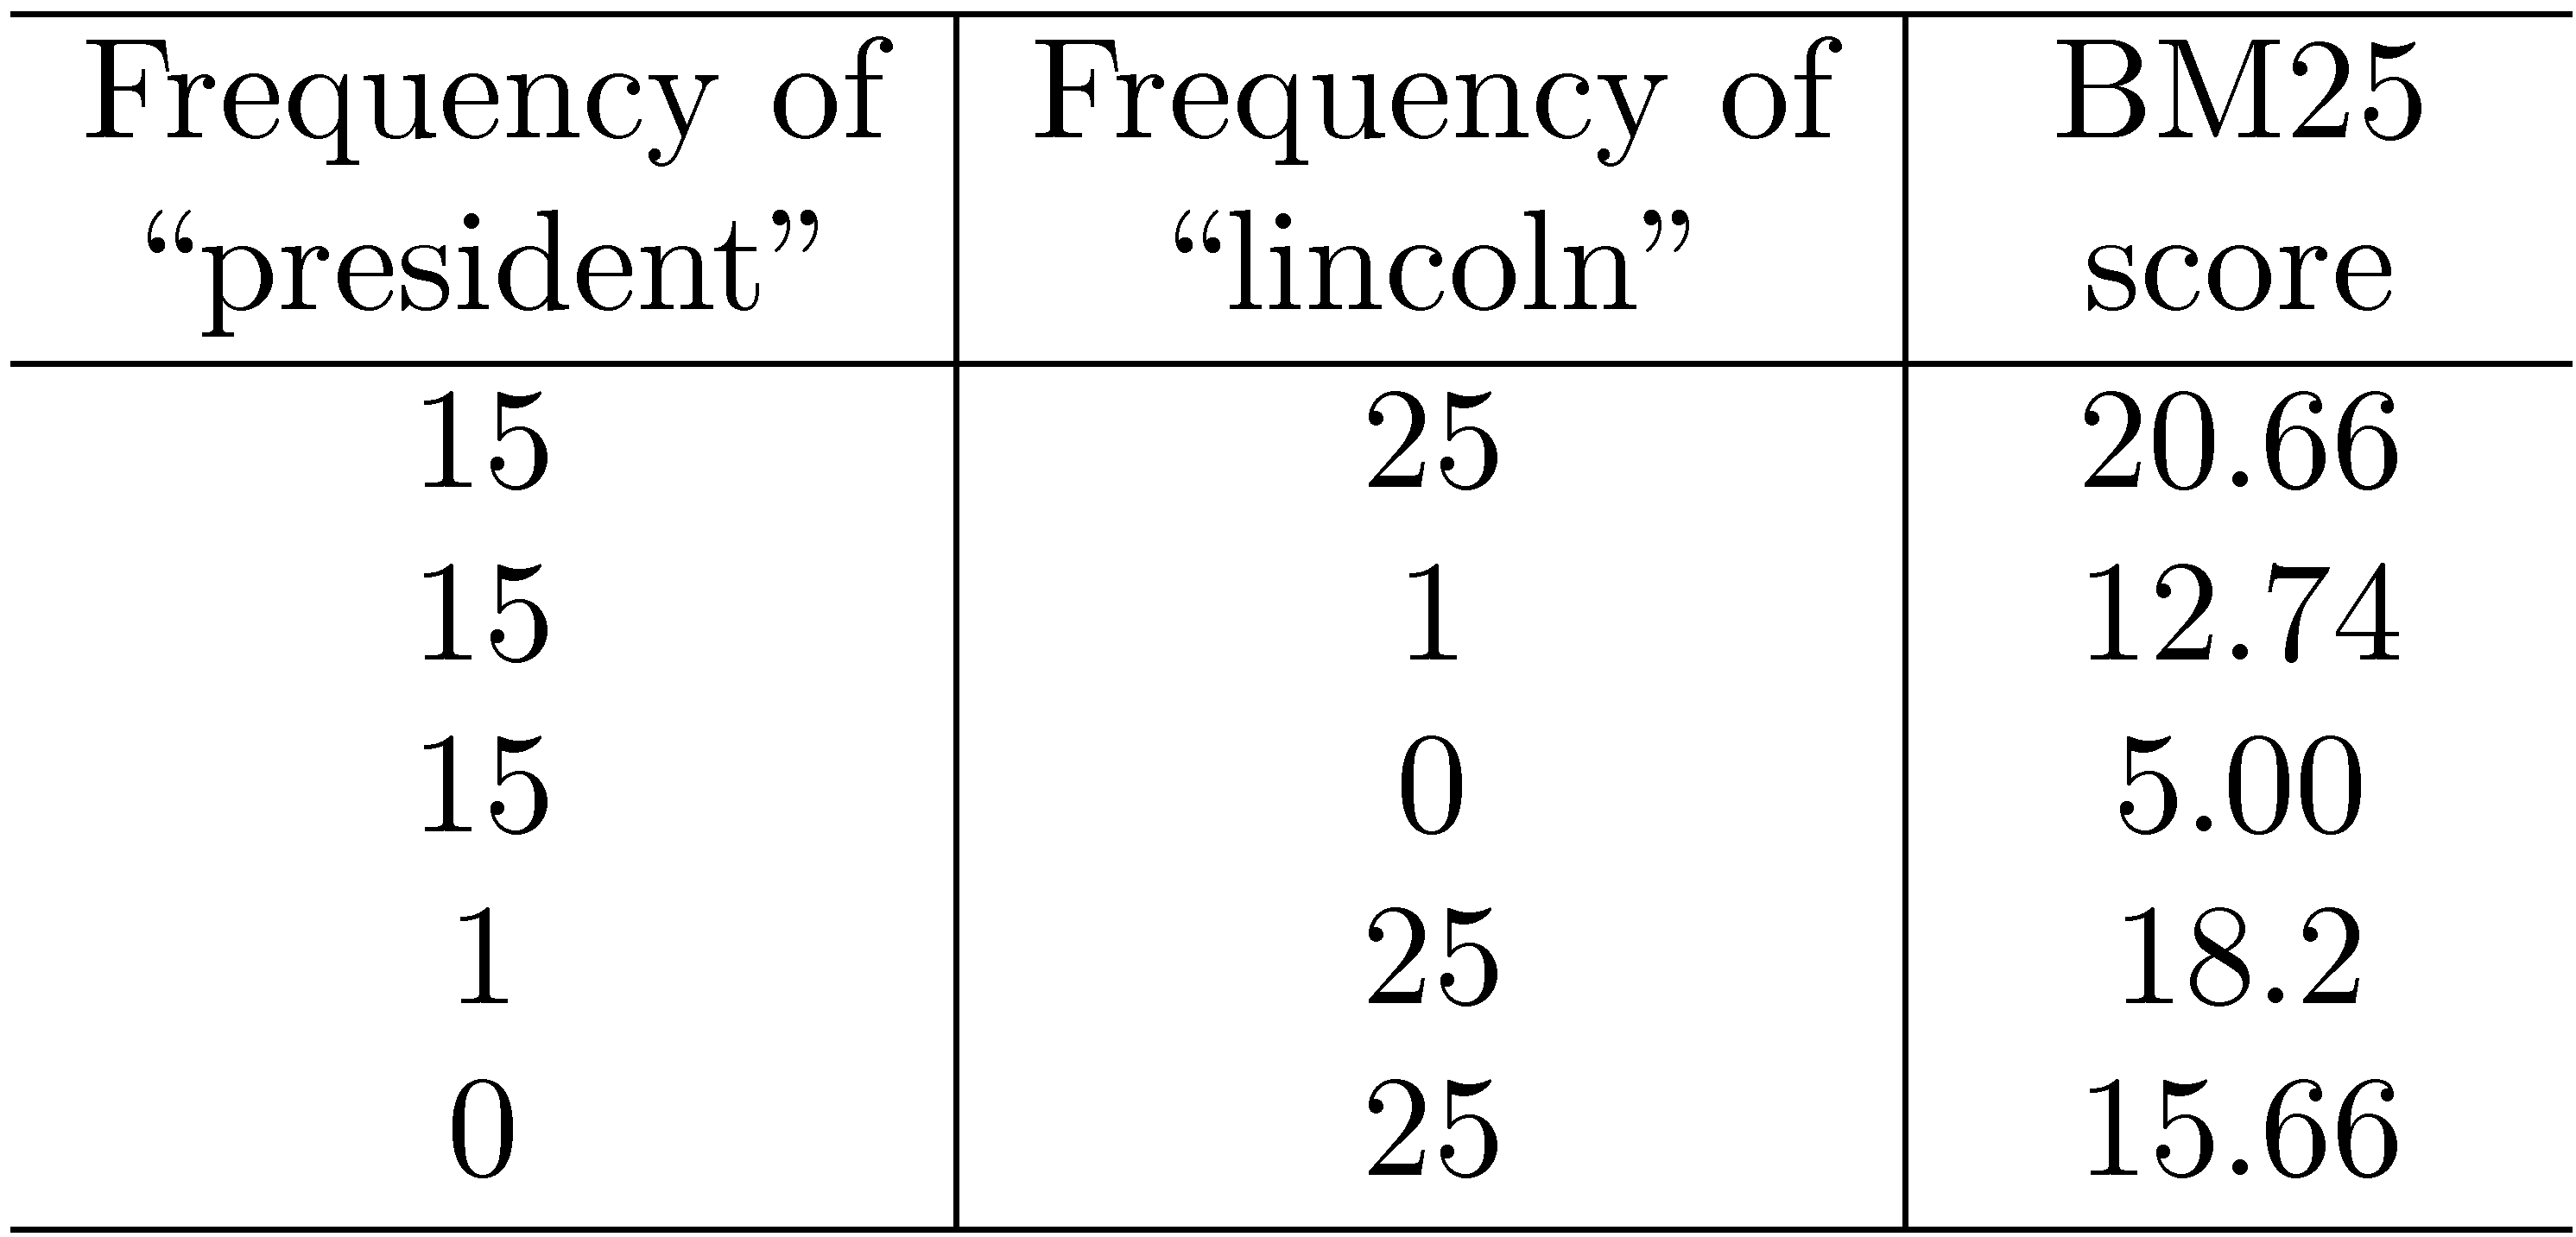 Frequency of Frequency of BM25
“president” “lincoln” score
15 25 20.66
15 1 12.74
15 0 5.00
1 25 18.2
0 25 15.66